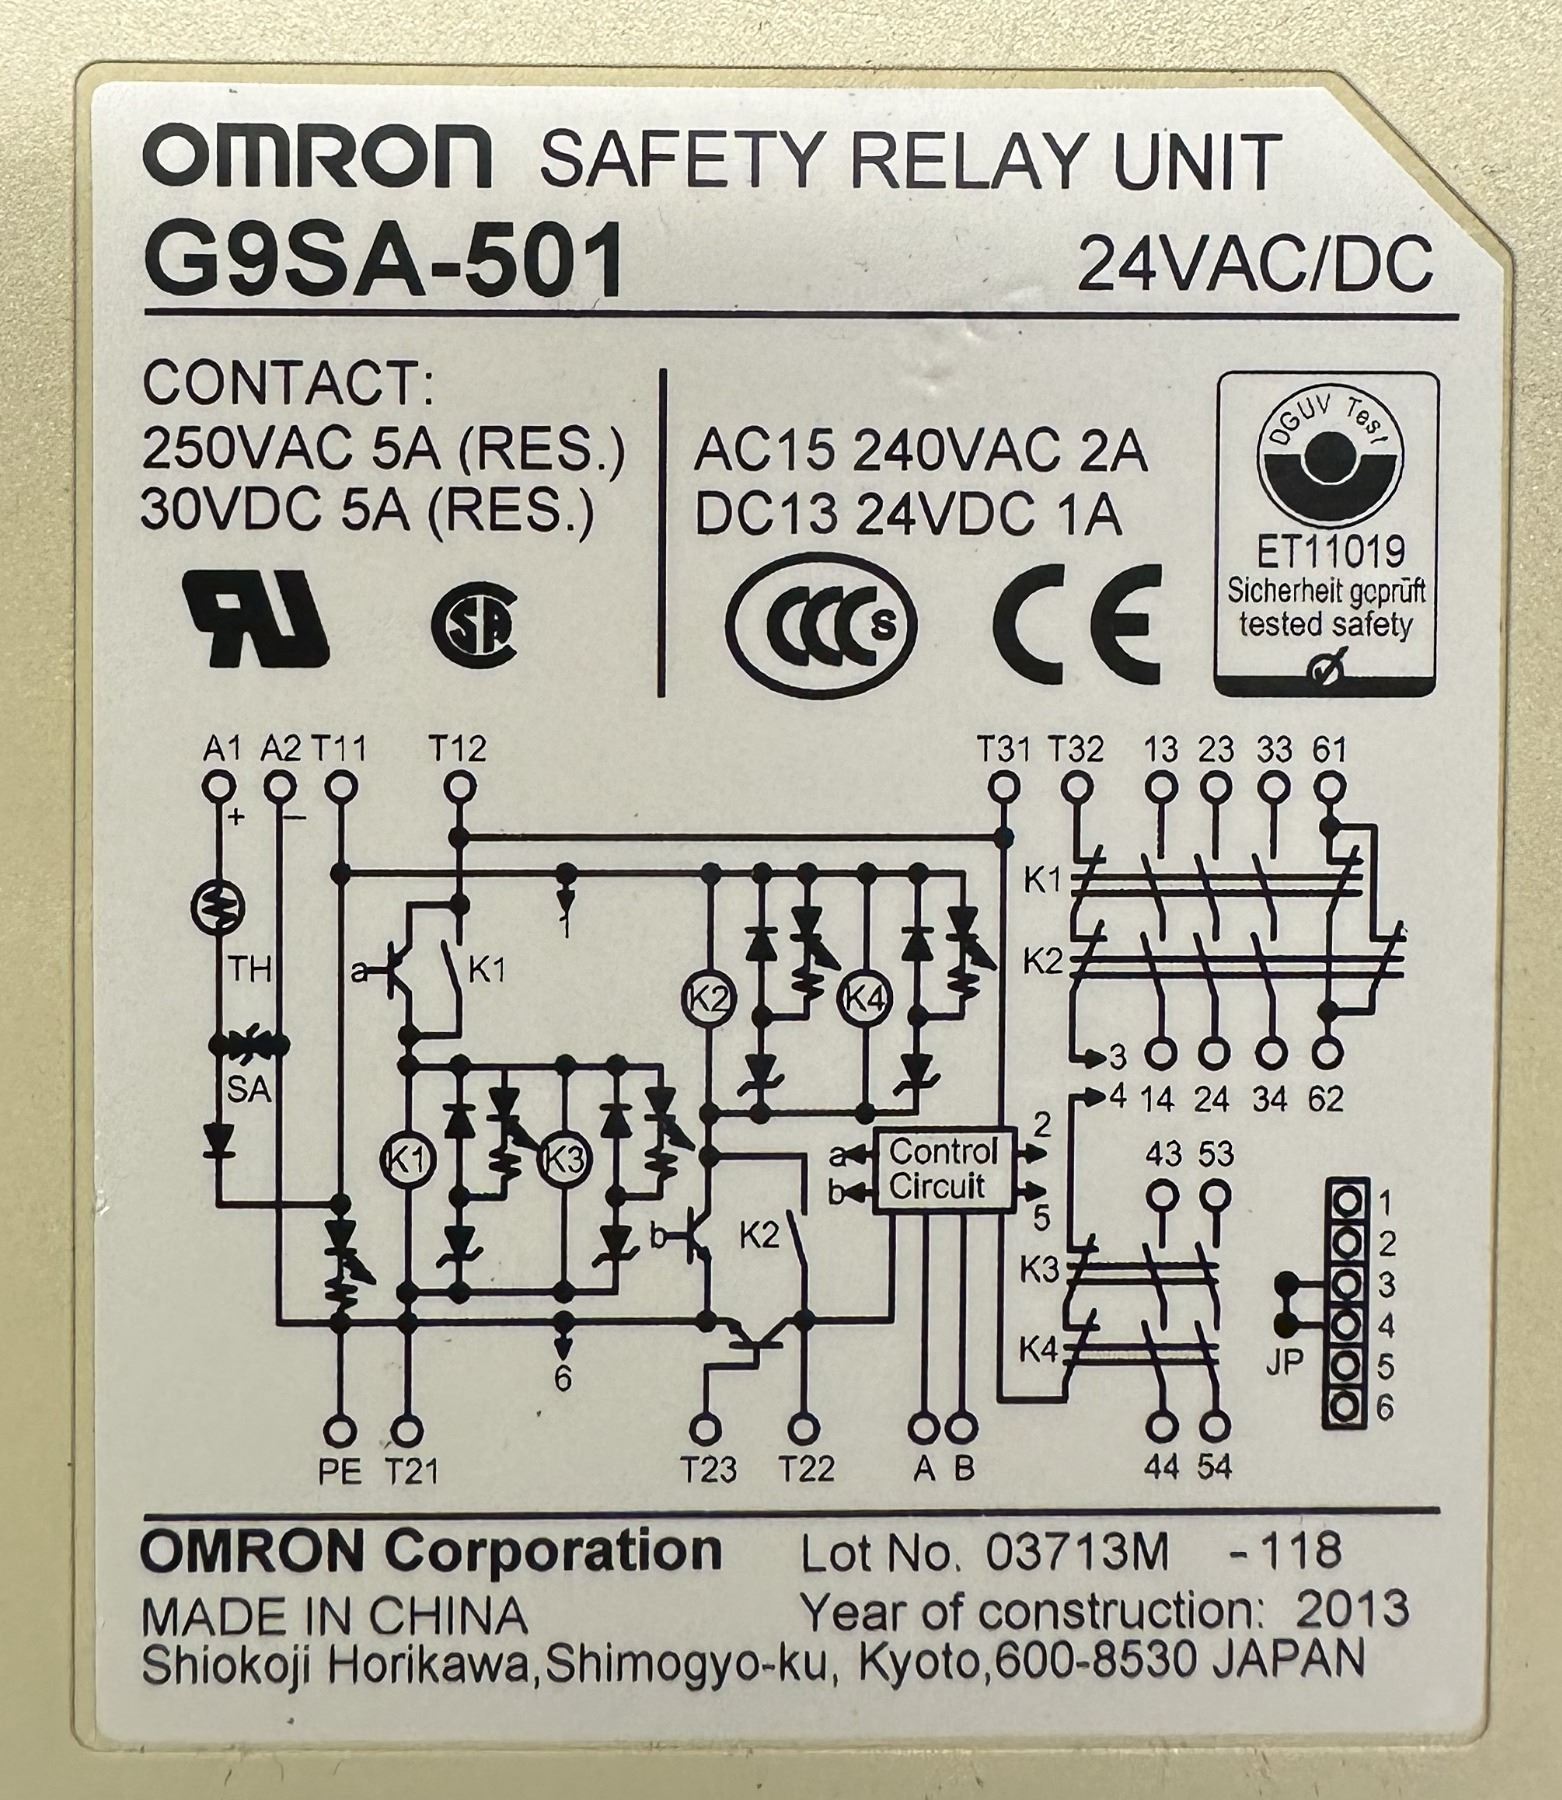 OMRON SAFETY RELAY UNIT
G9SA-501 24VAC/DC
CONTACT:
250VAC 5A (RES.)
30VDC 5A (RES.)
AC15 240VAC 2A
DC13 24VDC 1A
DGUV Test
ET11019
Sicherheit geprüft
tested safety
RU
SA
CCC S
CE
A1 A2 T11 T12 T31 T32 13 23 33 61
+ −
K1
TH
a K1
1
K2 K4
K2
SA
3
4 14 24 34 62
K1 K3
a Control 2
b Circuit 5
43 53
b K2
K3
K4
6
JP
1
2
3
4
5
6
PE T21 T23 T22 A B 44 54
OMRON Corporation Lot No. 03713M -118
MADE IN CHINA Year of construction: 2013
Shiokoji Horikawa,Shimogyo-ku, Kyoto,600-8530 JAPAN